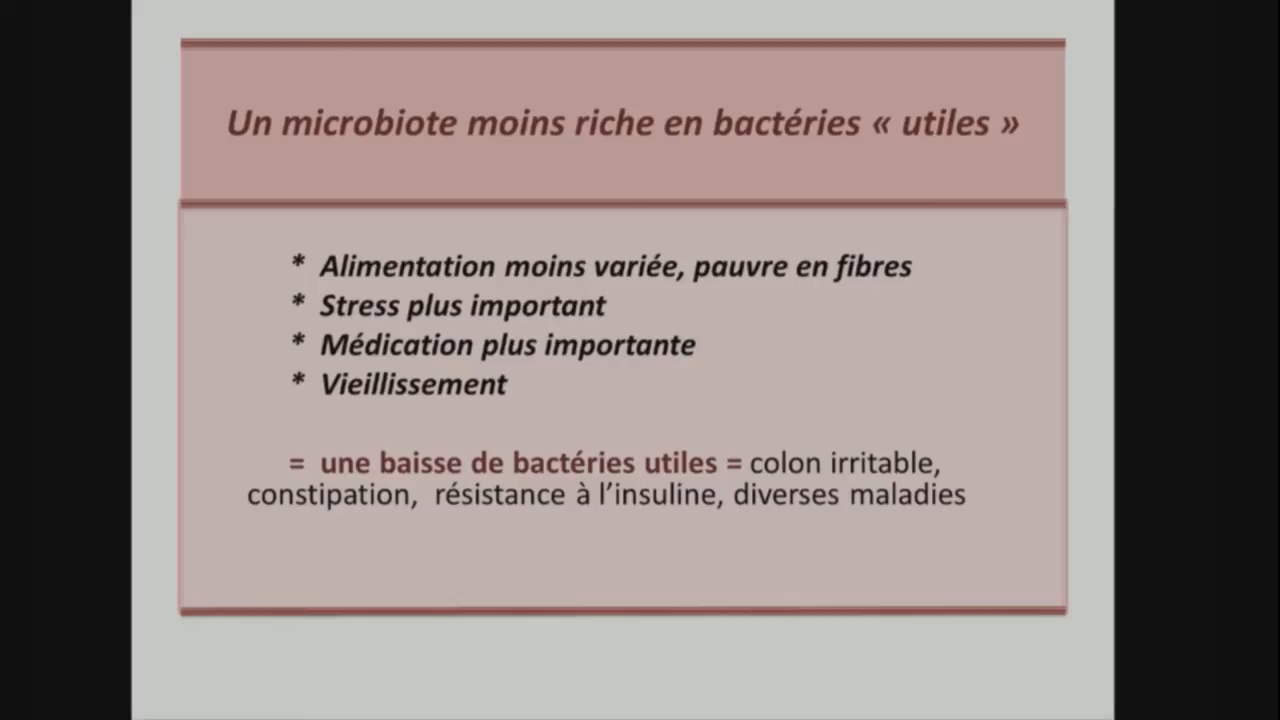 Un microbiote moins riche en bactéries « utiles »
* Alimentation moins variée, pauvre en fibres
* Stress plus important
* Médication plus importante
* Vieillissement
= une baisse de bactéries utiles = colon irritable,
constipation, résistance à l’insuline, diverses maladies